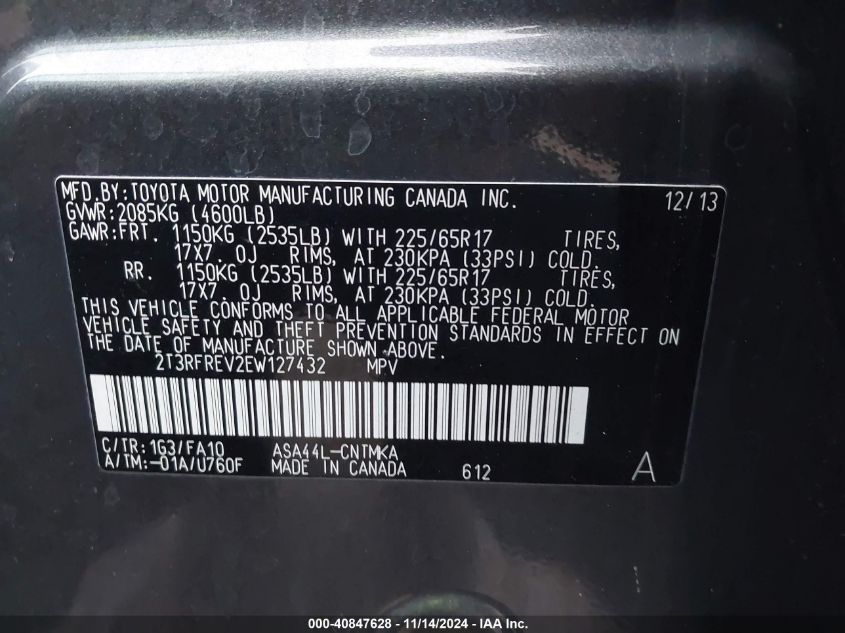 MFD.BY:TOYOTA MOTOR MANUFACTURING CANADA INC. 12/13
GVWR:2085KG (4600LB)
GAWR:FRT. 1150KG (2535LB) WITH 225/65R17 TIRES,
17X7.0J RIMS, AT 230KPA (33PSI) COLD.
RR. 1150KG (2535LB) WITH 225/65R17 TIRES,
17X7 0J RIMS, AT 230KPA (33PSI) COLD.
THIS VEHICLE CONFORMS TO ALL APPLICABLE FEDERAL MOTOR
VEHICLE SAFETY AND THEFT PREVENTION STANDARDS IN EFFECT ON
THE DATE OF MANUFACTURE SHOWN ABOVE.
2T3RFREV2EW127432 MPV
C/TR:1G3/FA10 ASA44L-CNTMKA
A/TM:-01A/U760F MADE IN CANADA 612 A
000-40847628 - 11/14/2024 - IAA Inc.